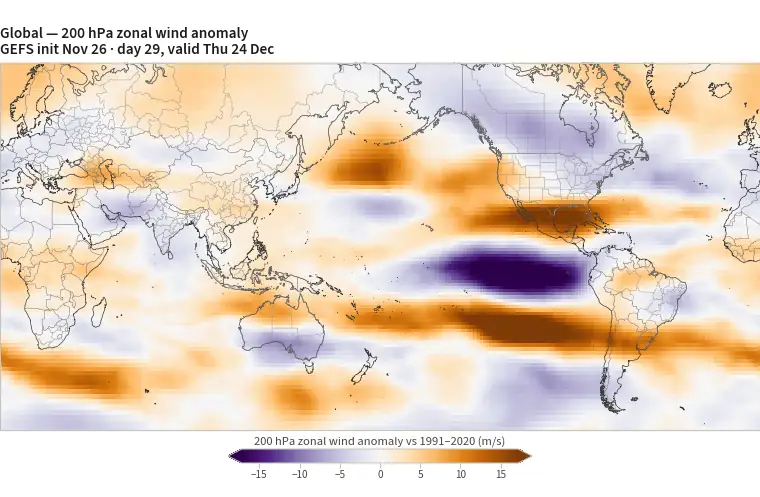 Global — 200 hPa zonal wind anomaly
GEFS init Nov 26 · day 29, valid Thu 24 Dec
200 hPa zonal wind anomaly vs 1991–2020 (m/s)
−15 −10 −5 0 5 10 15